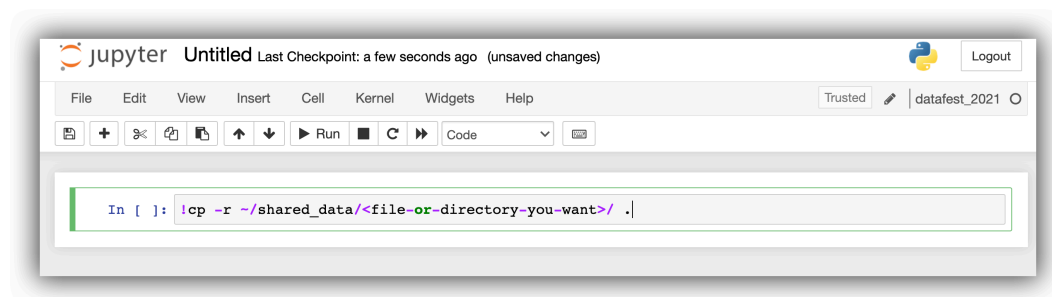 jupyter Untitled Last Checkpoint: a few seconds ago (unsaved changes) Logout
File Edit View Insert Cell Kernel Widgets Help Trusted datafest_2021
Run Code
In [ ]: !cp -r ~/shared_data/<file-or-directory-you-want>/ .